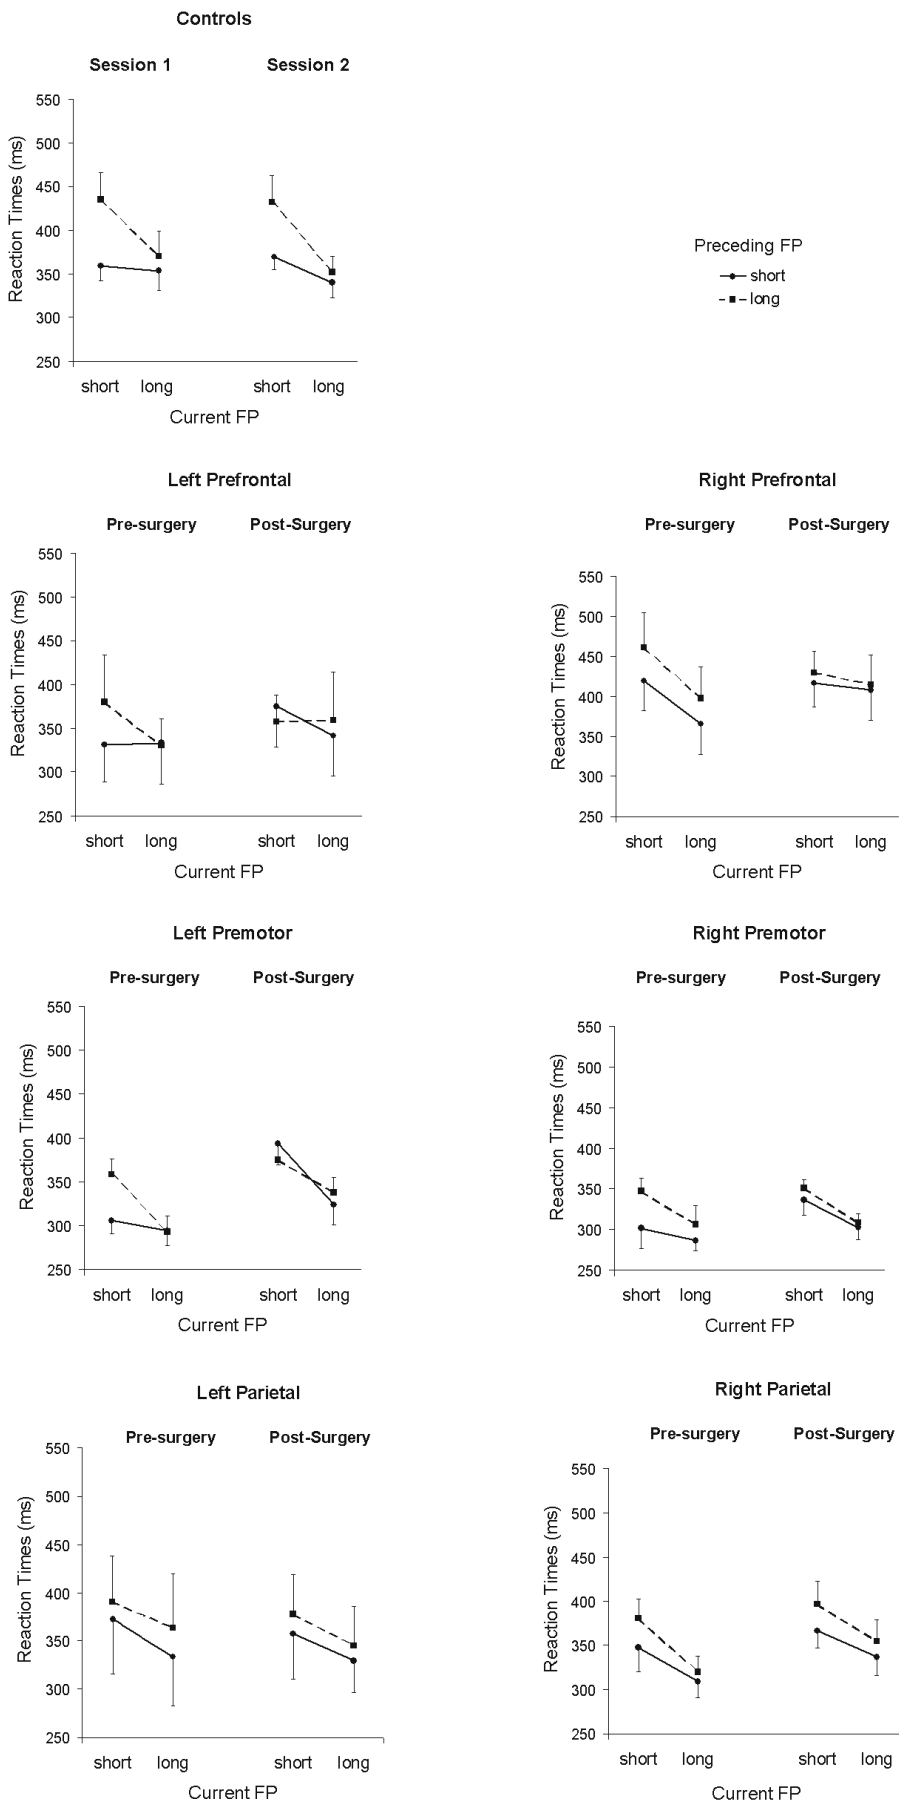 Controls
Session 1 Session 2
550
500
450
400
350
300
250
Reaction Times (ms)
short long short long
Current FP
Preceding FP
short
long
Left Prefrontal
Pre-surgery Post-Surgery
550
500
450
400
350
300
250
Reaction Times (ms)
short long short long
Current FP
Right Prefrontal
Pre-surgery Post-Surgery
550
500
450
400
350
300
250
Reaction Times (ms)
short long short long
Current FP
Left Premotor
Pre-surgery Post-Surgery
550
500
450
400
350
300
250
Reaction Times (ms)
short long short long
Current FP
Right Premotor
Pre-surgery Post-Surgery
550
500
450
400
350
300
250
Reaction Times (ms)
short long short long
Current FP
Left Parietal
Pre-surgery Post-Surgery
550
500
450
400
350
300
250
Reaction Times (ms)
short long short long
Current FP
Right Parietal
Pre-surgery Post-Surgery
550
500
450
400
350
300
250
Reaction Times (ms)
short long short long
Current FP